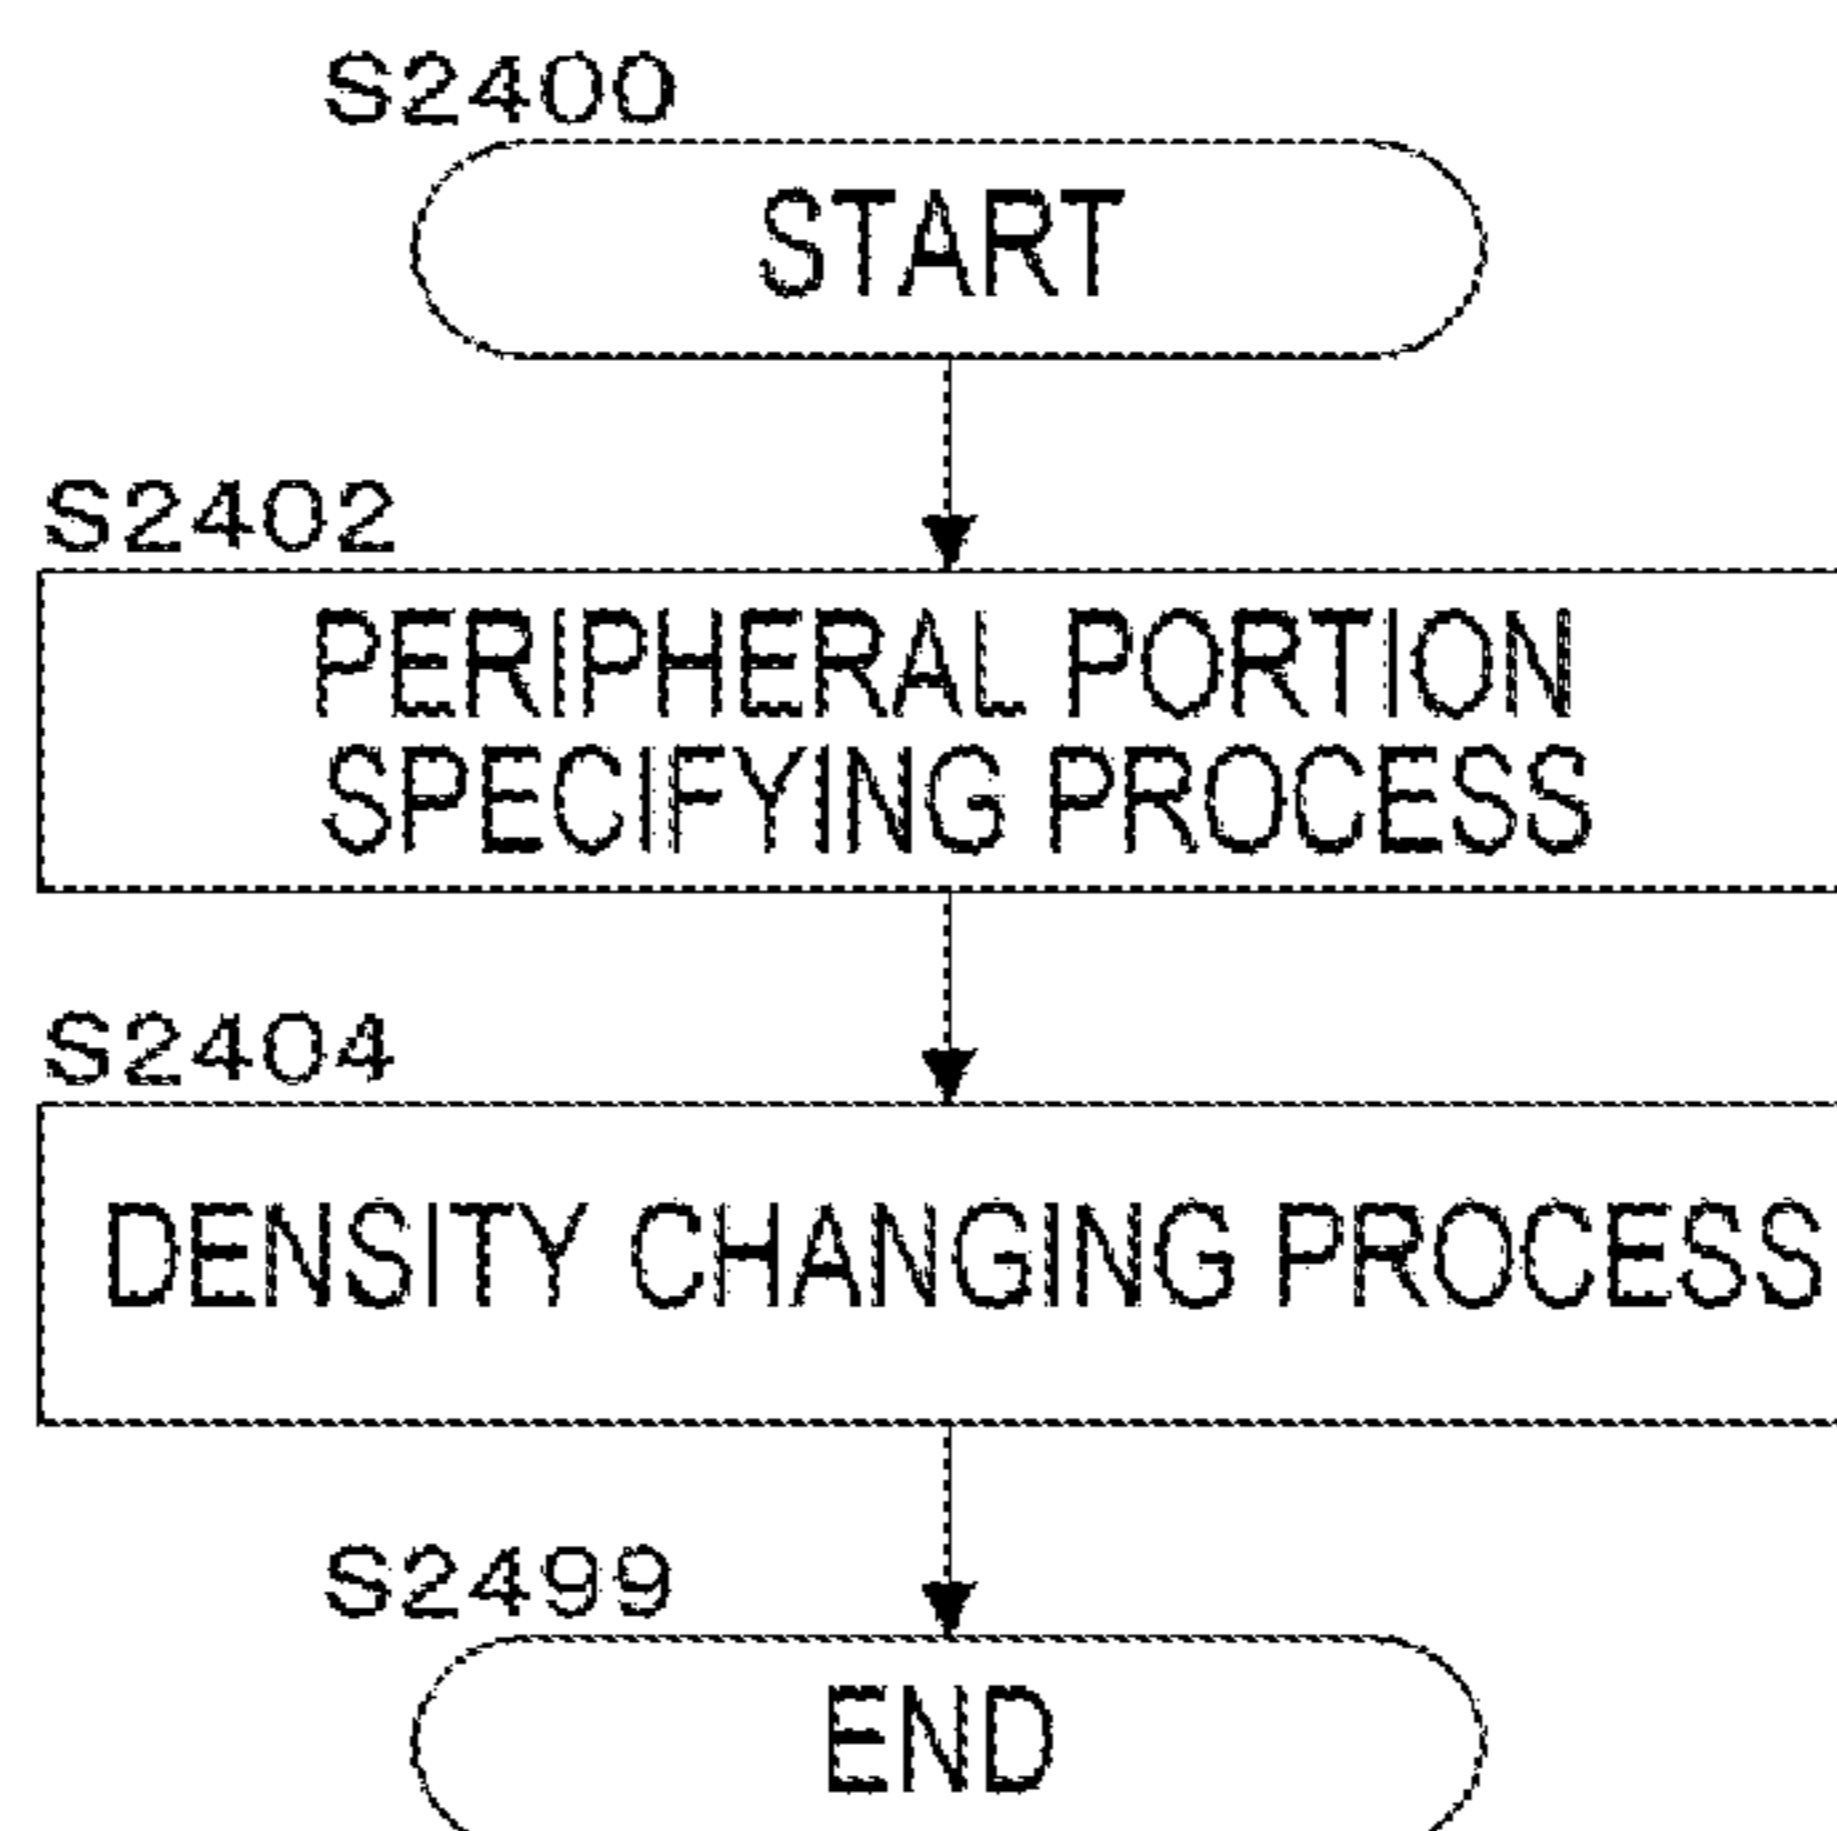 S2400
START
S2402
PERIPHERAL PORTION
SPECIFYING PROCESS
S2404
DENSITY CHANGING PROCESS
S2499
END